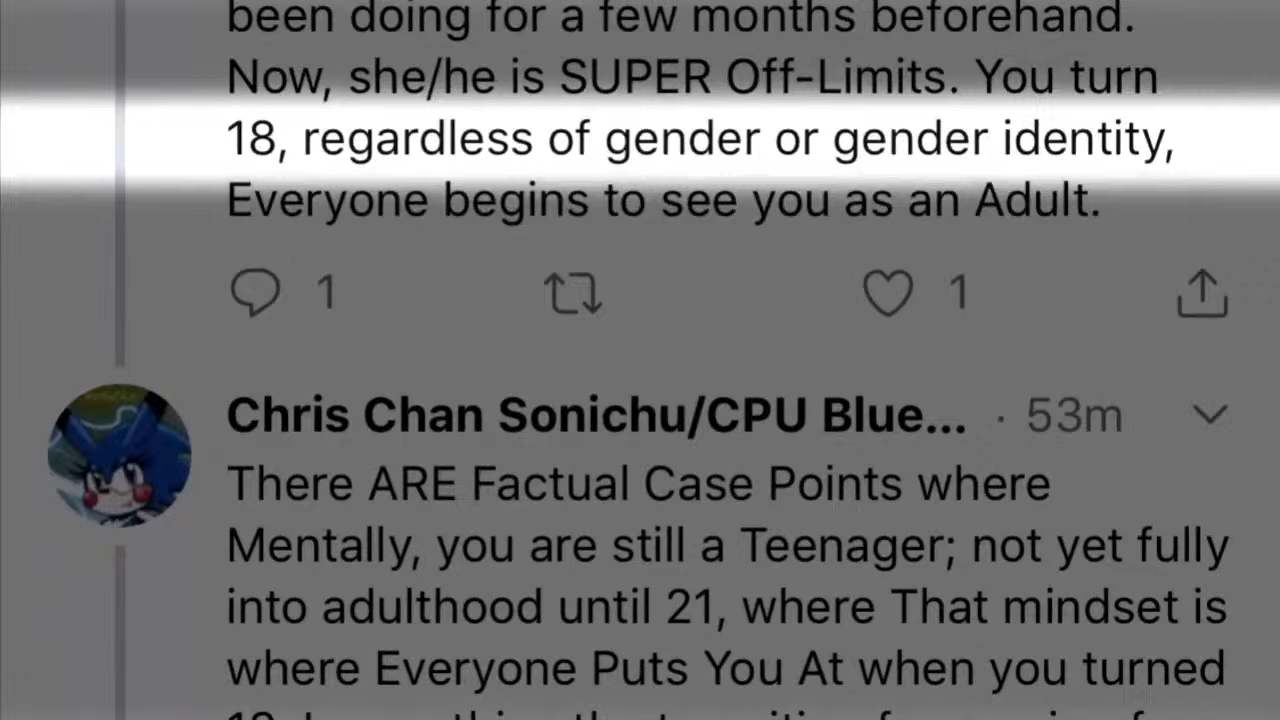 been doing for a few months beforehand.
Now, she/he is SUPER Off-Limits. You turn
18, regardless of gender or gender identity,
Everyone begins to see you as an Adult.
1 1
Chris Chan Sonichu/CPU Blue... · 53m
There ARE Factual Case Points where
Mentally, you are still a Teenager; not yet fully
into adulthood until 21, where That mindset is
where Everyone Puts You At when you turned